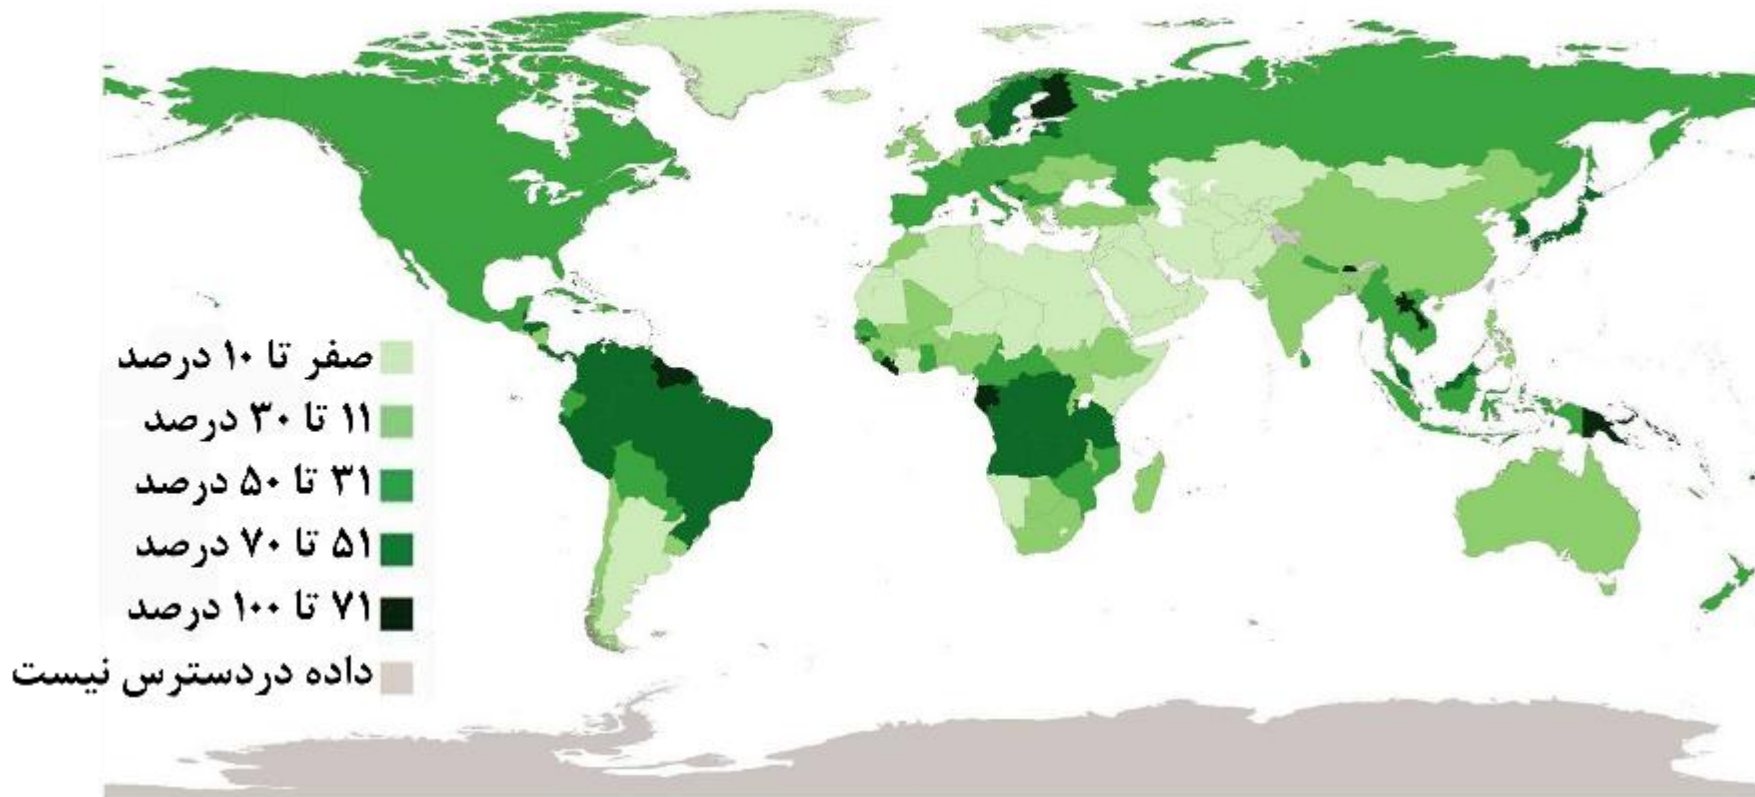 صفر تا ۱۰ درصد
۱۱ تا ۳۰ درصد
۳۱ تا ۵۰ درصد
۵۱ تا ۷۰ درصد
۷۱ تا ۱۰۰ درصد
داده دردسترس نیست